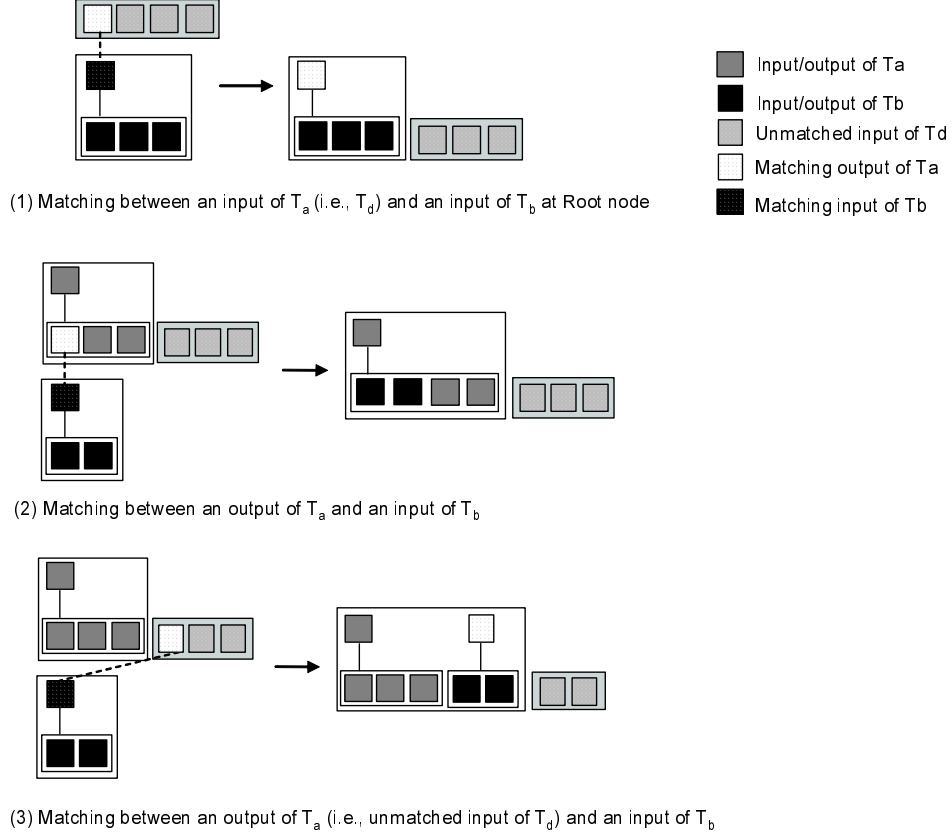 Input/output of Ta
Input/output of Tb
Unmatched input of Td
Matching output of Ta
Matching input of Tb
(1) Matching between an input of Ta (i.e., Td) and an input of Tb at Root node
(2) Matching between an output of Ta and an input of Tb
(3) Matching between an output of Ta (i.e., unmatched input of Td) and an input of Tb